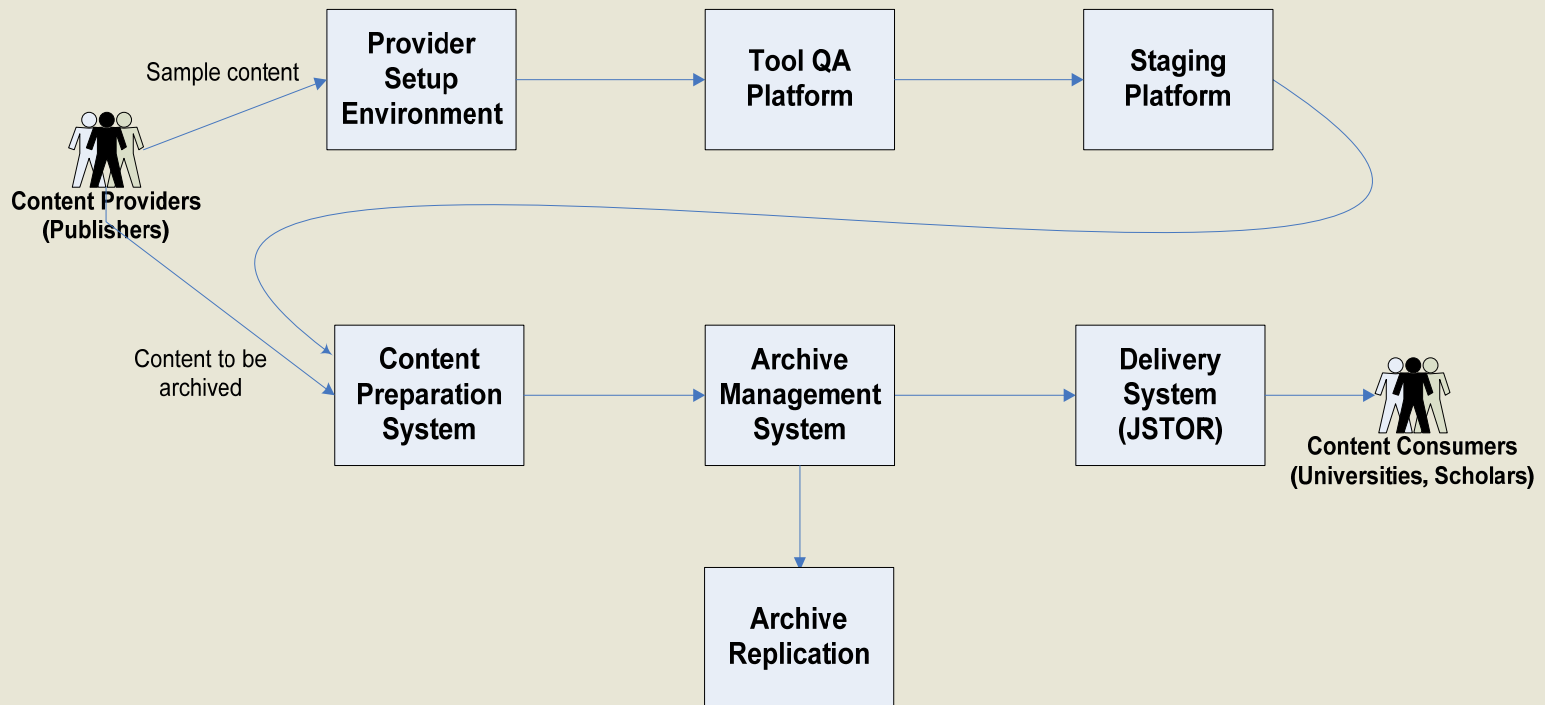 Sample content
Provider
Setup
Environment
Tool QA
Platform
Staging
Platform
Content Providers
(Publishers)
Content to be
archived
Content
Preparation
System
Archive
Management
System
Delivery
System
(JSTOR)
Content Consumers
(Universities, Scholars)
Archive
Replication